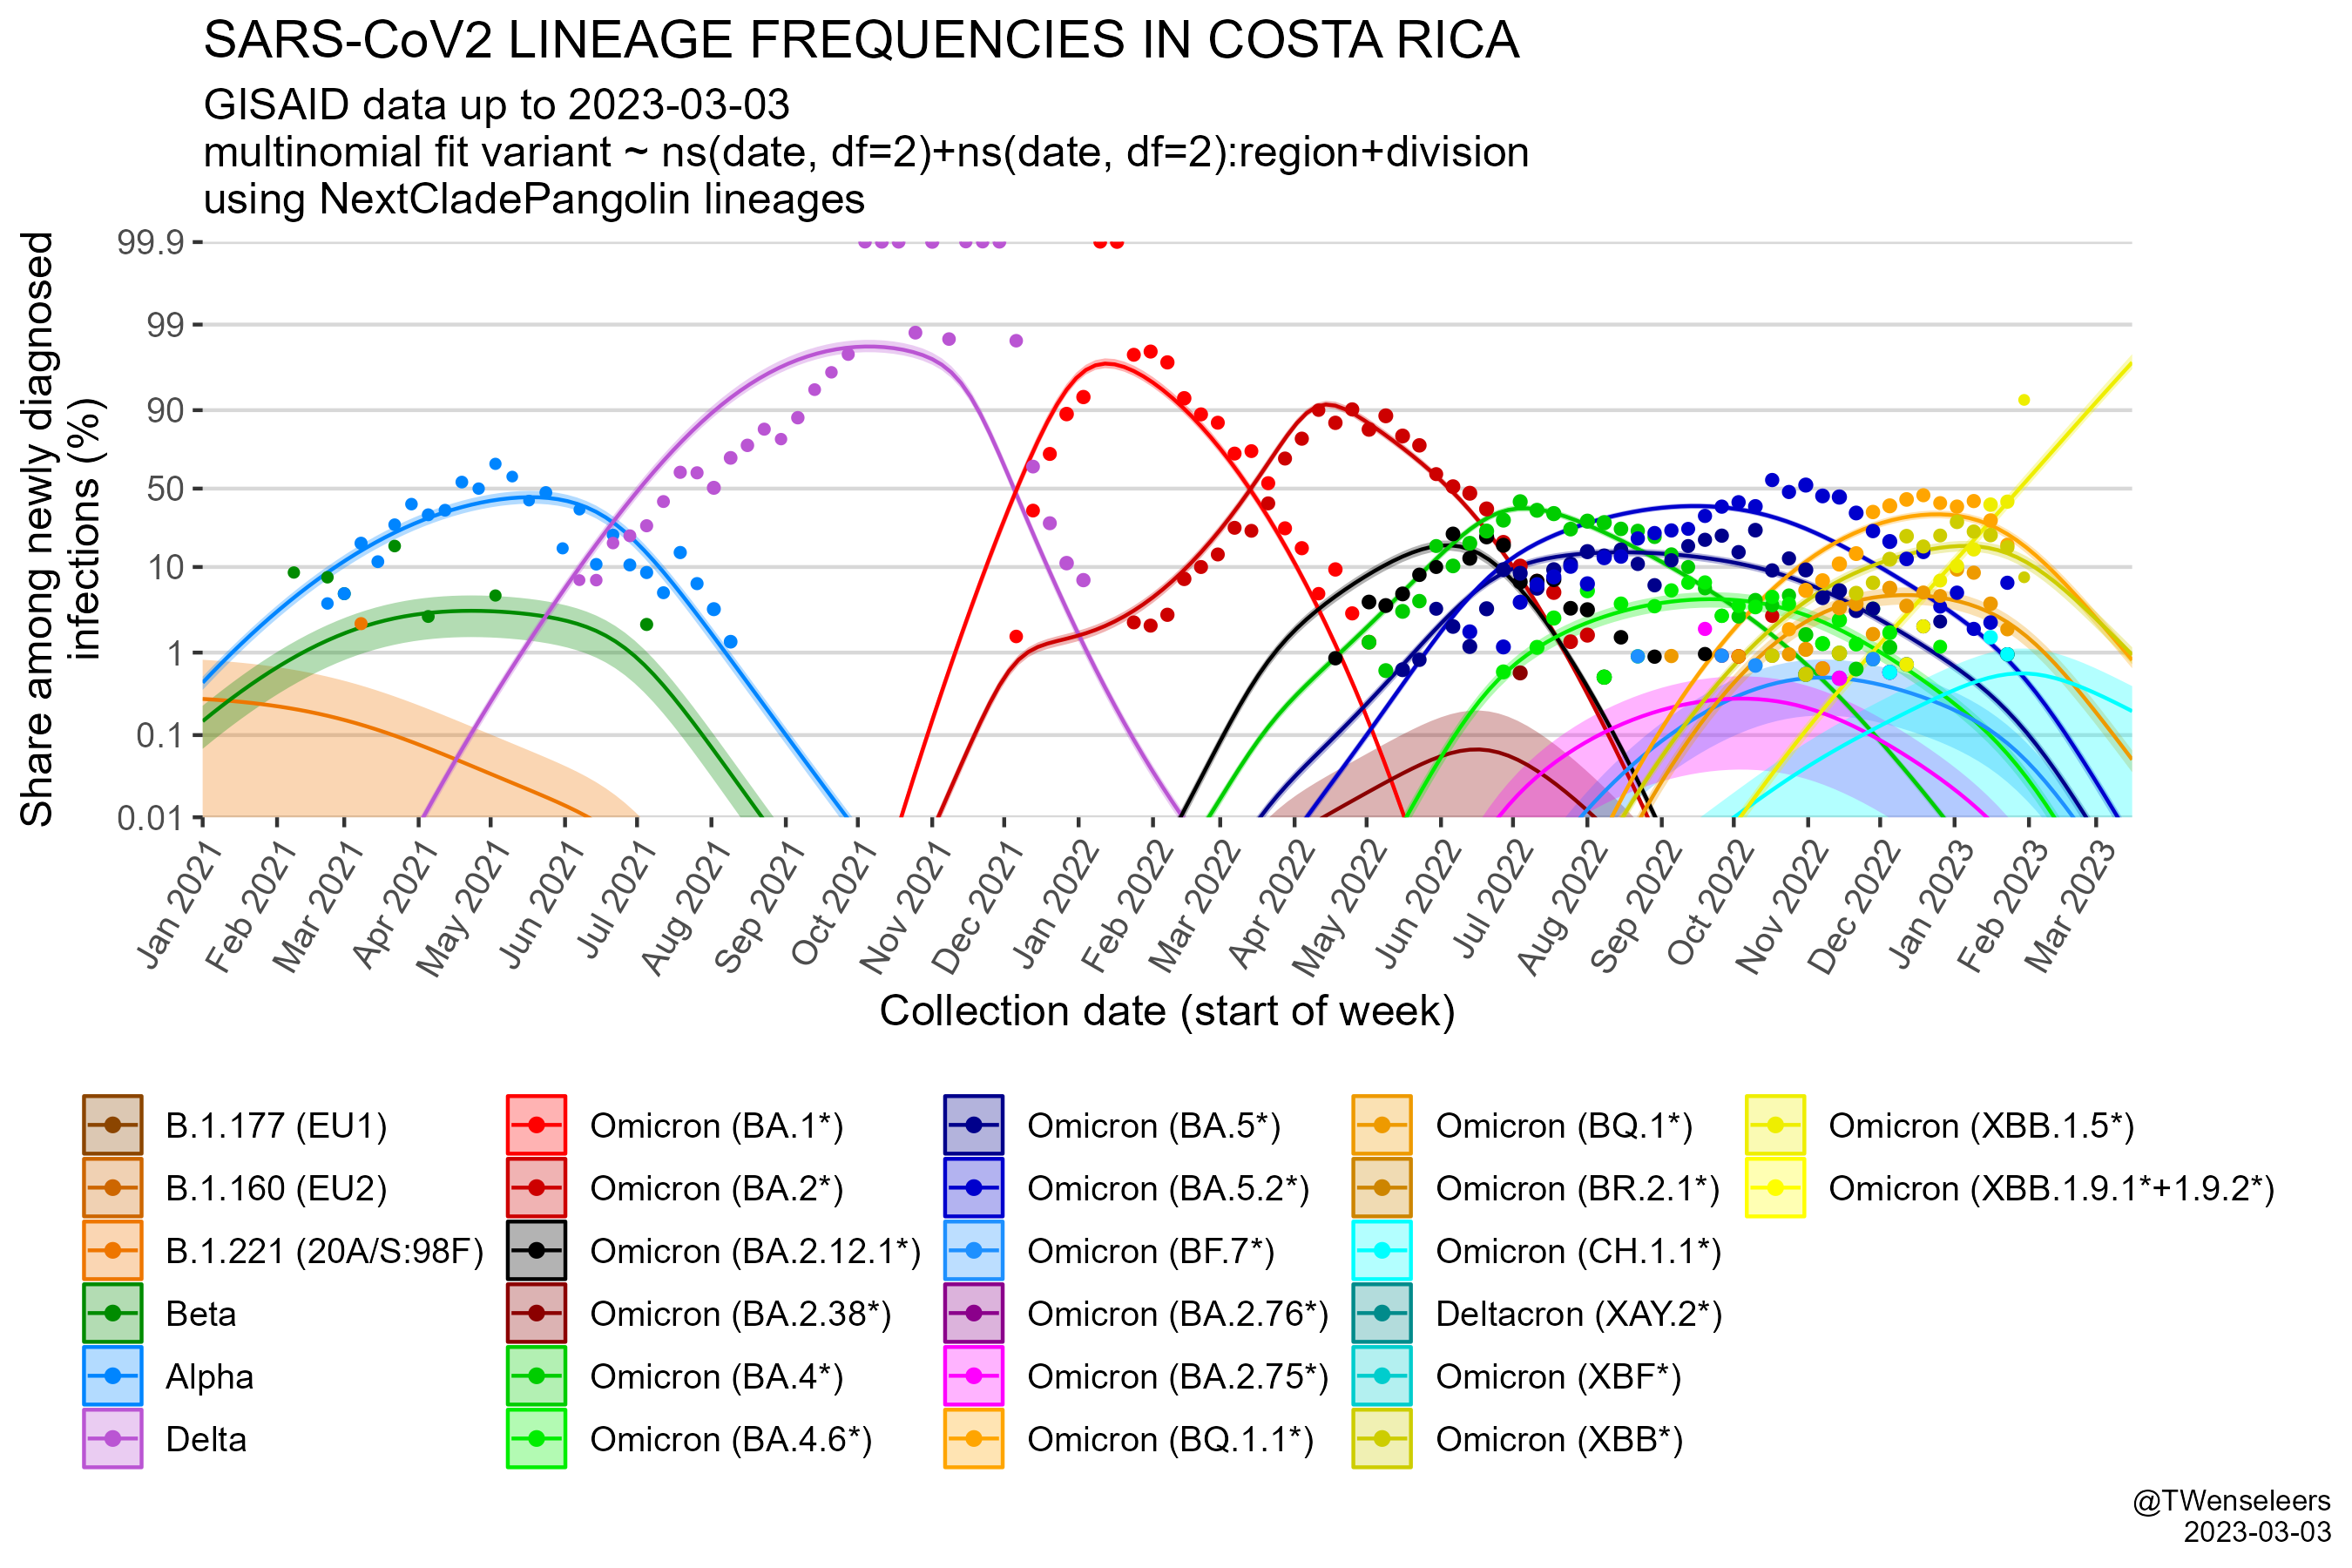 SARS-CoV2 LINEAGE FREQUENCIES IN COSTA RICA
GISAID data up to 2023-03-03
multinomial fit variant ~ ns(date, df=2)+ns(date, df=2):region+division
using NextCladePangolin lineages
Share among newly diagnosed
infections (%)
99.9
99
90
50
10
1
0.1
0.01
Jan 2021
Feb 2021
Mar 2021
Apr 2021
May 2021
Jun 2021
Jul 2021
Aug 2021
Sep 2021
Oct 2021
Nov 2021
Dec 2021
Jan 2022
Feb 2022
Mar 2022
Apr 2022
May 2022
Jun 2022
Jul 2022
Aug 2022
Sep 2022
Oct 2022
Nov 2022
Dec 2022
Jan 2023
Feb 2023
Mar 2023
Collection date (start of week)
B.1.177 (EU1)
B.1.160 (EU2)
B.1.221 (20A/S:98F)
Beta
Alpha
Delta
Omicron (BA.1*)
Omicron (BA.2*)
Omicron (BA.2.12.1*)
Omicron (BA.2.38*)
Omicron (BA.4*)
Omicron (BA.4.6*)
Omicron (BA.5*)
Omicron (BA.5.2*)
Omicron (BF.7*)
Omicron (BA.2.76*)
Omicron (BA.2.75*)
Omicron (BQ.1.1*)
Omicron (BQ.1*)
Omicron (BR.2.1*)
Omicron (CH.1.1*)
Deltacron (XAY.2*)
Omicron (XBF*)
Omicron (XBB*)
Omicron (XBB.1.5*)
Omicron (XBB.1.9.1*+1.9.2*)
@TWenseleers
2023-03-03